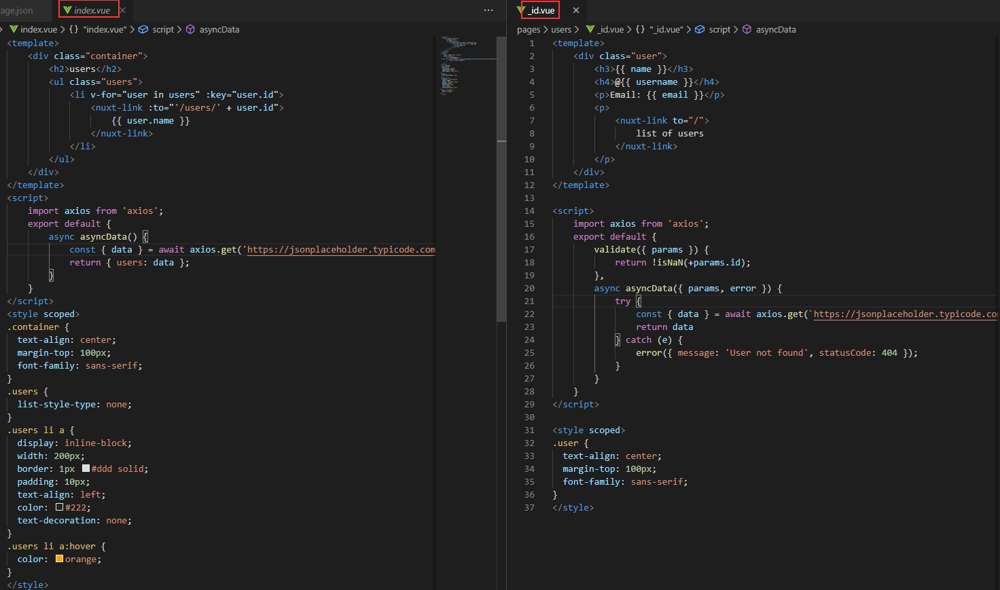 age.json
index.vue
index.vue > {} "index.vue" > script > asyncData
<template>
<div class="container">
<h2>users</h2>
<ul class="users">
<li v-for="user in users" :key="user.id">
<nuxt-link :to="'/users/' + user.id">
{{ user.name }}
</nuxt-link>
</li>
</ul>
</div>
</template>
<script>
import axios from 'axios';
export default {
async asyncData() {
const { data } = await axios.get('https://jsonplaceholder.typicode.com
return { users: data };
}
}
</script>
<style scoped>
.container {
text-align: center;
margin-top: 100px;
font-family: sans-serif;
}
.users {
list-style-type: none;
}
.users li a {
display: inline-block;
width: 200px;
border: 1px #ddd solid;
padding: 10px;
text-align: left;
color: #222;
text-decoration: none;
}
.users li a:hover {
color: orange;
}
</style>
_id.vue
pages > users > _id.vue > {} "_id.vue" > script > asyncData
1 <template>
2 <div class="user">
3 <h3>{{ name }}</h3>
4 <h4>@{{ username }}</h4>
5 <p>Email: {{ email }}</p>
6 <p>
7 <nuxt-link to="/">
8 list of users
9 </nuxt-link>
10 </p>
11 </div>
12 </template>
13
14 <script>
15 import axios from 'axios';
16 export default {
17 validate({ params }) {
18 return !isNaN(+params.id);
19 },
20 async asyncData({ params, error }) {
21 try {
22 const { data } = await axios.get(`https://jsonplaceholder.typicode.co
23 return data
24 } catch (e) {
25 error({ message: 'User not found', statusCode: 404 });
26 }
27 }
28 }
29 </script>
30
31 <style scoped>
32 .user {
33 text-align: center;
34 margin-top: 100px;
35 font-family: sans-serif;
36 }
37 </style>